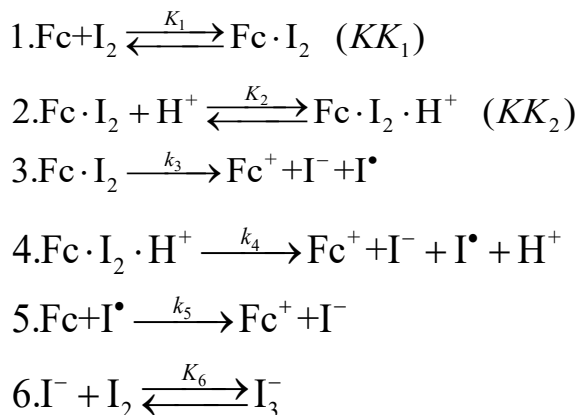 1.Fc+I₂ ⇌ Fc·I₂ (KK₁) K₁
2.Fc·I₂ + H⁺ ⇌ Fc·I₂·H⁺ (KK₂) K₂
3.Fc·I₂ —k₃→ Fc⁺+I⁻+I•
4.Fc·I₂·H⁺ —k₄→ Fc⁺+I⁻ + I• + H⁺
5.Fc+I• —k₅→ Fc⁺+I⁻
6.I⁻ + I₂ ⇌ I₃⁻ K₆